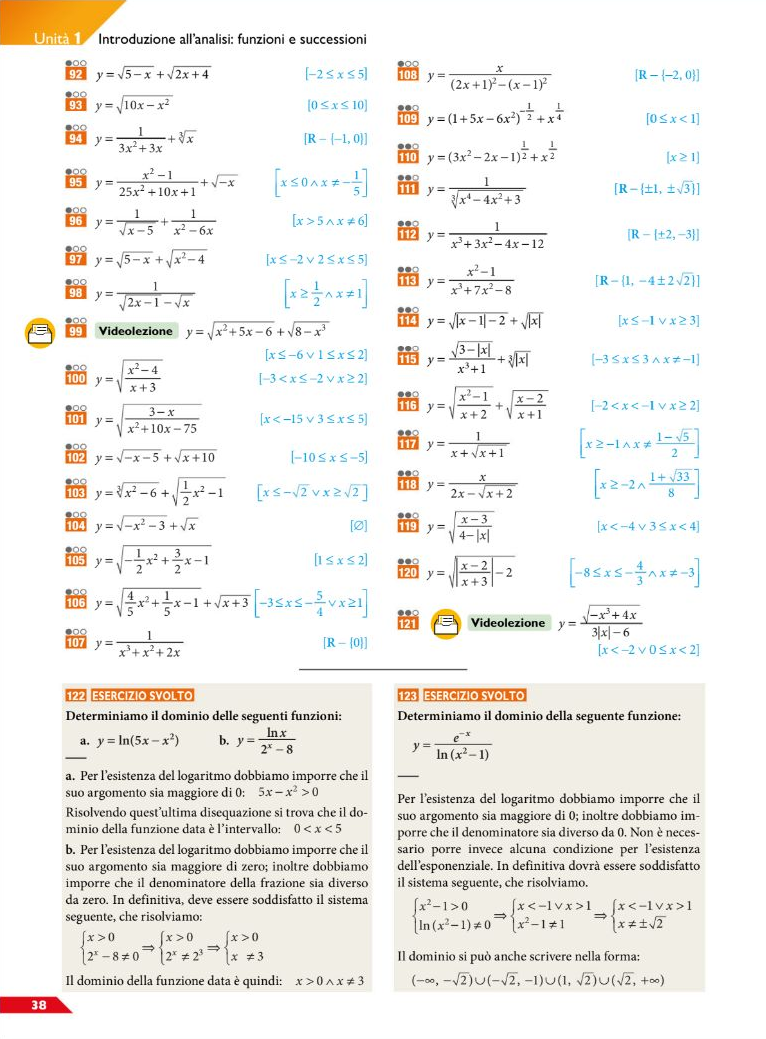 Unità 1 Introduzione all'analisi: funzioni e successioni
92 y = √(5 − x) + √(2x + 4) [−2 ≤ x ≤ 5]
93 y = √(10x − x²) [0 ≤ x ≤ 10]
94 y = 1/(3x² + 3x) + ∛x [R − {−1, 0}]
95 y = (x² − 1)/(25x² + 10x + 1) + √(−x) [x ≤ 0 ∧ x ≠ −1/5]
96 y = 1/√(x − 5) + 1/(x² − 6x) [x > 5 ∧ x ≠ 6]
97 y = √(5 − x) + √(x² − 4) [x ≤ −2 ∨ 2 ≤ x ≤ 5]
98 y = 1/(√(2x − 1) − √x) [x ≥ 1/2 ∧ x ≠ 1]
99 Videolezione y = √(x² + 5x − 6) + √(8 − x³)
[x ≤ −6 ∨ 1 ≤ x ≤ 2]
100 y = √((x² − 4)/(x + 3)) [−3 < x ≤ −2 ∨ x ≥ 2]
101 y = √((3 − x)/(x² + 10x − 75)) [x < −15 ∨ 3 ≤ x ≤ 5]
102 y = √(−x − 5) + √(x + 10) [−10 ≤ x ≤ −5]
103 y = ∛(x² − 6) + √(1/2 x² − 1) [x ≤ −√2 ∨ x ≥ √2]
104 y = √(−x² − 3) + √x [∅]
105 y = √(−1/2 x² + 3/2 x − 1) [1 ≤ x ≤ 2]
106 y = √(4/5 x² + 1/5 x − 1) + √(x + 3) [−3 ≤ x ≤ −5/4 ∨ x ≥ 1]
107 y = 1/(x³ + x² + 2x) [R − {0}]
108 y = x/((2x + 1)² − (x − 1)²) [R − {−2, 0}]
109 y = (1 + 5x − 6x²)^(−1/2) + x^(1/4) [0 ≤ x < 1]
110 y = (3x² − 2x − 1)^(1/2) + x^(1/2) [x ≥ 1]
111 y = 1/∛(x⁴ − 4x² + 3) [R − {±1, ±√3}]
112 y = 1/(x³ + 3x² − 4x − 12) [R − {±2, −3}]
113 y = (x² − 1)/(x³ + 7x² − 8) [R − {1, −4 ± 2√2}]
114 y = √(|x − 1| − 2) + √|x| [x ≤ −1 ∨ x ≥ 3]
115 y = √(3 − |x|)/(x³ + 1) + ∛|x| [−3 ≤ x ≤ 3 ∧ x ≠ −1]
116 y = √((x² − 1)/(x + 2)) + √((x − 2)/(x + 1)) [−2 < x < −1 ∨ x ≥ 2]
117 y = 1/(x + √(x + 1)) [x ≥ −1 ∧ x ≠ (1 − √5)/2]
118 y = x/(2x − √(x + 2)) [x ≥ −2 ∧ (1 + √33)/8]
119 y = √((x − 3)/(4 − |x|)) [x < −4 ∨ 3 ≤ x < 4]
120 y = √(|(x − 2)/(x + 3)| − 2) [−8 ≤ x ≤ −4/3 ∧ x ≠ −3]
121 Videolezione y = √(−x³ + 4x)/(3|x| − 6)
[x < −2 ∨ 0 ≤ x < 2]
122 ESERCIZIO SVOLTO
Determiniamo il dominio delle seguenti funzioni:
a. y = ln(5x − x²) b. y = ln x/(2ˣ − 8)
a. Per l'esistenza del logaritmo dobbiamo imporre che il
suo argomento sia maggiore di 0: 5x − x² > 0
Risolvendo quest'ultima disequazione si trova che il do-
minio della funzione data è l'intervallo: 0 < x < 5
b. Per l'esistenza del logaritmo dobbiamo imporre che il
suo argomento sia maggiore di zero; inoltre dobbiamo
imporre che il denominatore della frazione sia diverso
da zero. In definitiva, deve essere soddisfatto il sistema
seguente, che risolviamo:
{x > 0 ⇒ {x > 0 ⇒ {x > 0
{2ˣ − 8 ≠ 0 {2ˣ ≠ 2³ {x ≠ 3
Il dominio della funzione data è quindi: x > 0 ∧ x ≠ 3
123 ESERCIZIO SVOLTO
Determiniamo il dominio della seguente funzione:
y = e⁻ˣ/ln (x² − 1)
Per l'esistenza del logaritmo dobbiamo imporre che il
suo argomento sia maggiore di 0; inoltre dobbiamo im-
porre che il denominatore sia diverso da 0. Non è neces-
sario porre invece alcuna condizione per l'esistenza
dell'esponenziale. In definitiva dovrà essere soddisfatto
il sistema seguente, che risolviamo.
{x² − 1 > 0 ⇒ {x < −1 ∨ x > 1 ⇒ {x < −1 ∨ x > 1
{ln (x² − 1) ≠ 0 {x² − 1 ≠ 1 {x ≠ ±√2
Il dominio si può anche scrivere nella forma:
(−∞, −√2) ∪ (−√2, −1) ∪ (1, √2) ∪ (√2, +∞)
38